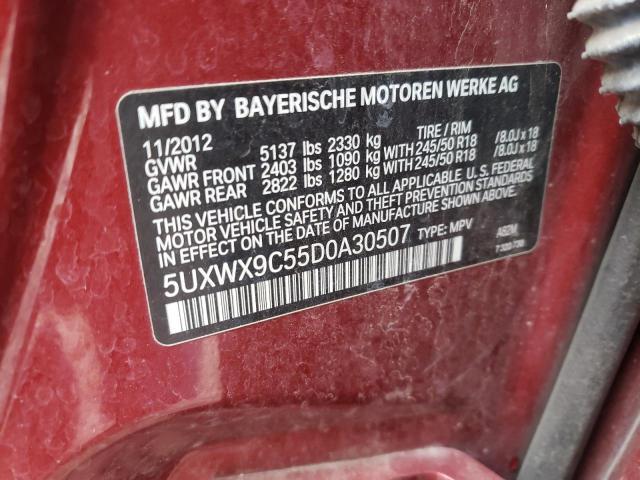 MFD BY BAYERISCHE MOTOREN WERKE AG
11/2012 TIRE / RIM
GVWR 5137 lbs 2330 kg
GAWR FRONT 2403 lbs 1090 kg WITH 245/50 R18 /8.0J x 18
GAWR REAR 2822 lbs 1280 kg WITH 245/50 R18 /8.0J x 18
THIS VEHICLE CONFORMS TO ALL APPLICABLE U. S. FEDERAL
MOTOR VEHICLE SAFETY AND THEFT PREVENTION STANDARDS
IN EFFECT ON THE DATE OF MANUFACTURE SHOWN ABOVE.
5UXWX9C55D0A30507 TYPE: MPV